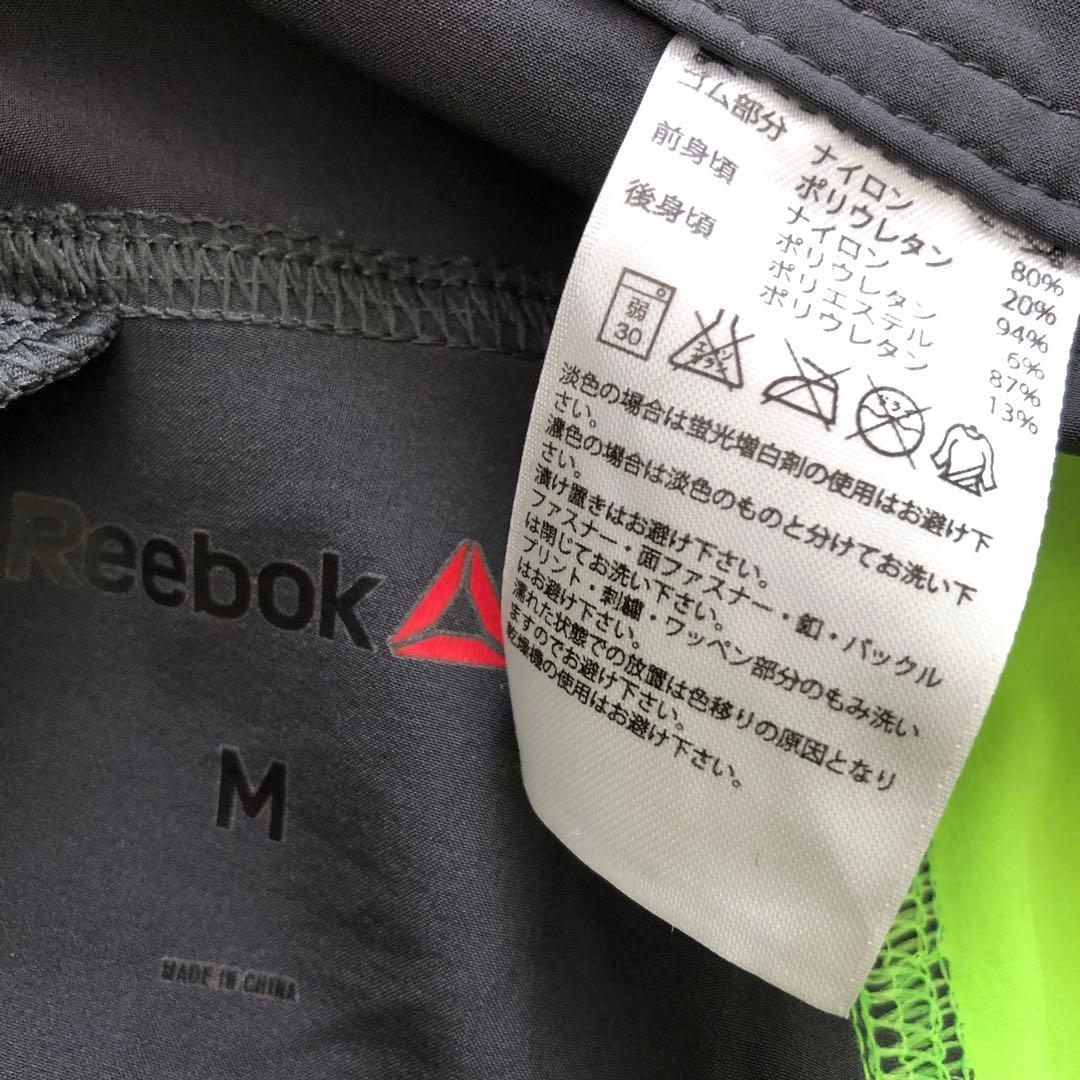 ゴム部分 ナイロン 80%
ポリウレタン 20%
前身頃 ナイロン 94%
ポリウレタン 6%
後身頃 ポリエステル 87%
ポリウレタン 13%
弱
30
エンソ
サラシ
ドライ
淡色の場合は蛍光増白剤の使用はお避け下
さい。
濃色の場合は淡色のものと分けてお洗い下
さい。
漬け置きはお避け下さい。
ファスナー・面ファスナー・釦・バックル
は閉じてお洗い下さい。
プリント・刺繍・ワッペン部分のもみ洗い
はお避け下さい。
濡れた状態での放置は色移りの原因となり
ますのでお避け下さい。
乾燥機の使用はお避け下さい。
Reebok
M
MADE IN CHINA